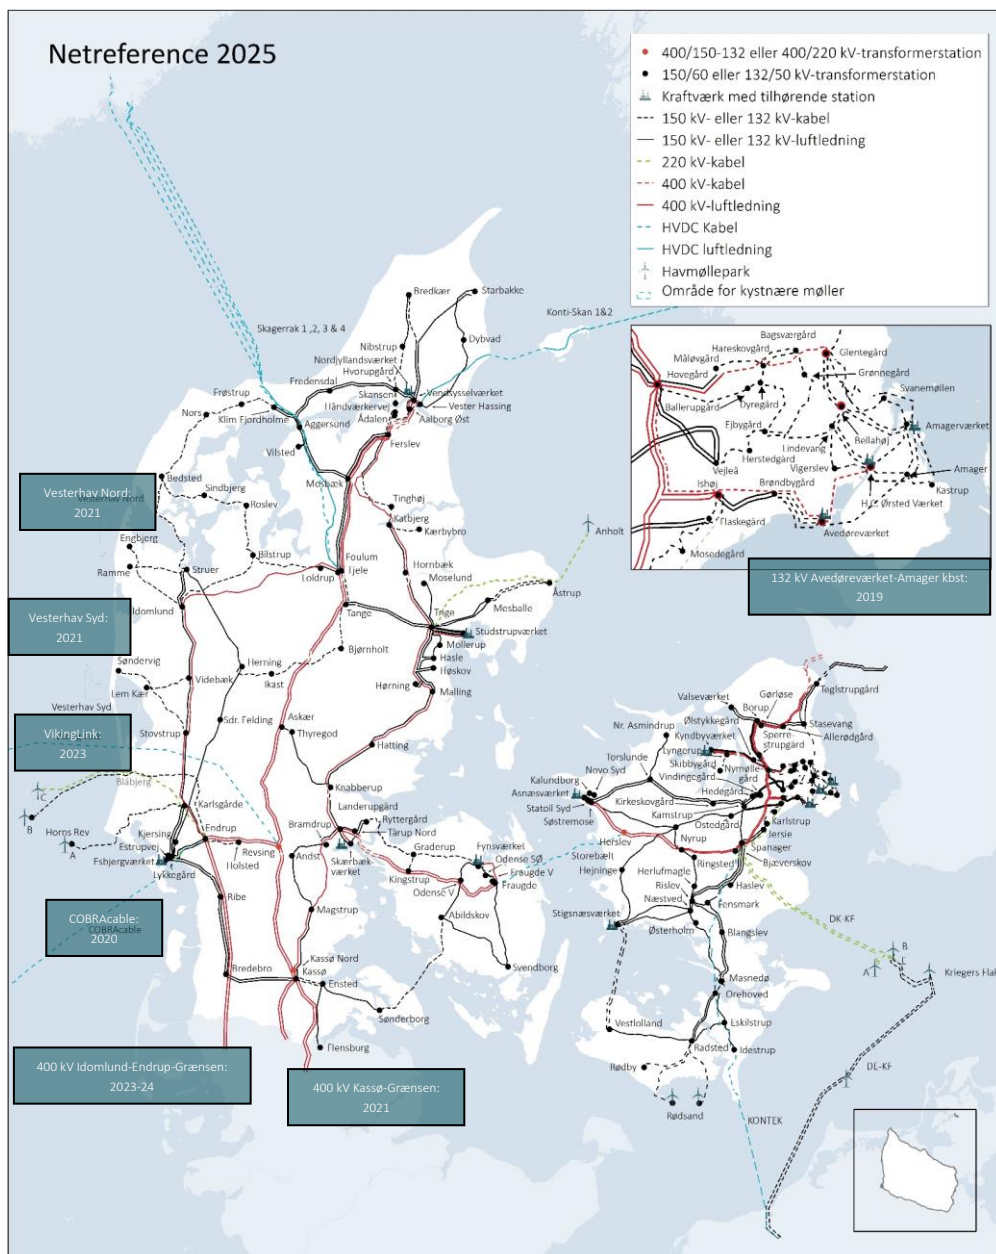 Netreference 2025
400/150-132 eller 400/220 kV-transformerstation
150/60 eller 132/50 kV-transformerstation
Kraftværk med tilhørende station
150 kV- eller 132 kV-kabel
150 kV- eller 132 kV-luftledning
220 kV-kabel
400 kV-kabel
400 kV-luftledning
HVDC Kabel
HVDC luftledning
Havmøllepark
Område for kystnære møller
Skagerrak 1 ,2, 3 & 4
Konti-Skan 1&2
Bredkær
Starbakke
Dybvad
Nibstrup
Nordjyllandsværket
Hvorupgård
Vendsysselværket
Skansen
Håndværkervej
Ådalen
Vester Hassing
Aalborg Øst
Fredensdal
Frøstrup
Nors
Klim Fjordholme
Aggersund
Vilsted
Ferslev
Mosbæk
Tinghøj
Katbjerg
Kærbybro
Bedsted
Sindbjerg
Roslev
Vesterhav Nord:
2021
Engbjerg
Ramme
Struer
Bilstrup
Loldrup
Foulum
Tjele
Hornbæk
Moselund
Anholt
Åstrup
Mesballe
Idomlund
Tange
Trige
Studstrupværket
Møllerup
Hasle
Høskov
Hørning
Malling
Bjørnholt
Vesterhav Syd:
2021
Søndervig
Lem Kær
Videbæk
Herning
Ikast
Vesterhav Syd
Stovstrup
Sdr. Felding
Askær
Thyregod
Hatting
VikingLink:
2023
Blåbjerg
C
B
A
Horns Rev
Karlsgårde
Knabberup
Landerupgård
Ryttergård
Bramdrup
Tårup Nord
Kjersing
Estrupvej
Endrup
Revsing
Holsted
Andst
Skærbæk-
værket
Graderup
Fynsværket
Odense SØ
Fraugde V
Fraugde
Kingstrup
Odense V
Lykkegård
Ribe
Magstrup
Abildskov
Svendborg
COBRAcable:
2020
COBRAcable
Bredebro
Kassø Nord
Kassø
Ensted
Sønderborg
Flensburg
400 kV Idomlund-Endrup-Grænsen:
2023-24
400 kV Kassø-Grænsen:
2021
Bagsværgård
Hareskovgård
Måløvgård
Hovegård
Glentegård
Grønnegård
Svanemøllen
Ballerupgård
Dyregård
Ejbygård
Bellahøj
Amagerværket
Lindevang
Herstedgård
Vigerslev
Vejleå
Ishøj
Brøndbygård
Amager
Kastrup
H.C. Ørsted Værket
Flaskegård
Avedøreværket
Mosedegård
132 kV Avedøreværket-Amager kbst:
2019
Teglstrupgård
Valseværket
Gørløse
Borup
Stasevang
Ølstykkegård
Nr. Asmindrup
Kyndbyværket
Sperre-
strupgård
Allerødgård
Lyngerup
Torslunde
Skibbygård
Nymølle-
gård
Novo Syd
Vindingegård
Kalundborg
Asnæsværket
Hedegård
Statoil Syd
Kirkeskovgård
Søstremose
Kamstrup
Karlstrup
Ostedgård
Jersie
Herslev
Nyrup
Spanager
Ringsted
Bjæverskov
Storebælt
Hejninge
Herlufmagle
Rislev
Haslev
Næstved
Fensmark
Stigsnæsværket
Østerholm
Blangslev
DK-KF
B
A
Kriegers Flak
Masnedø
Orehoved
Vestlolland
Radsted
Idestrup
Rødby
Rødsand
DE-KF
KONTEK